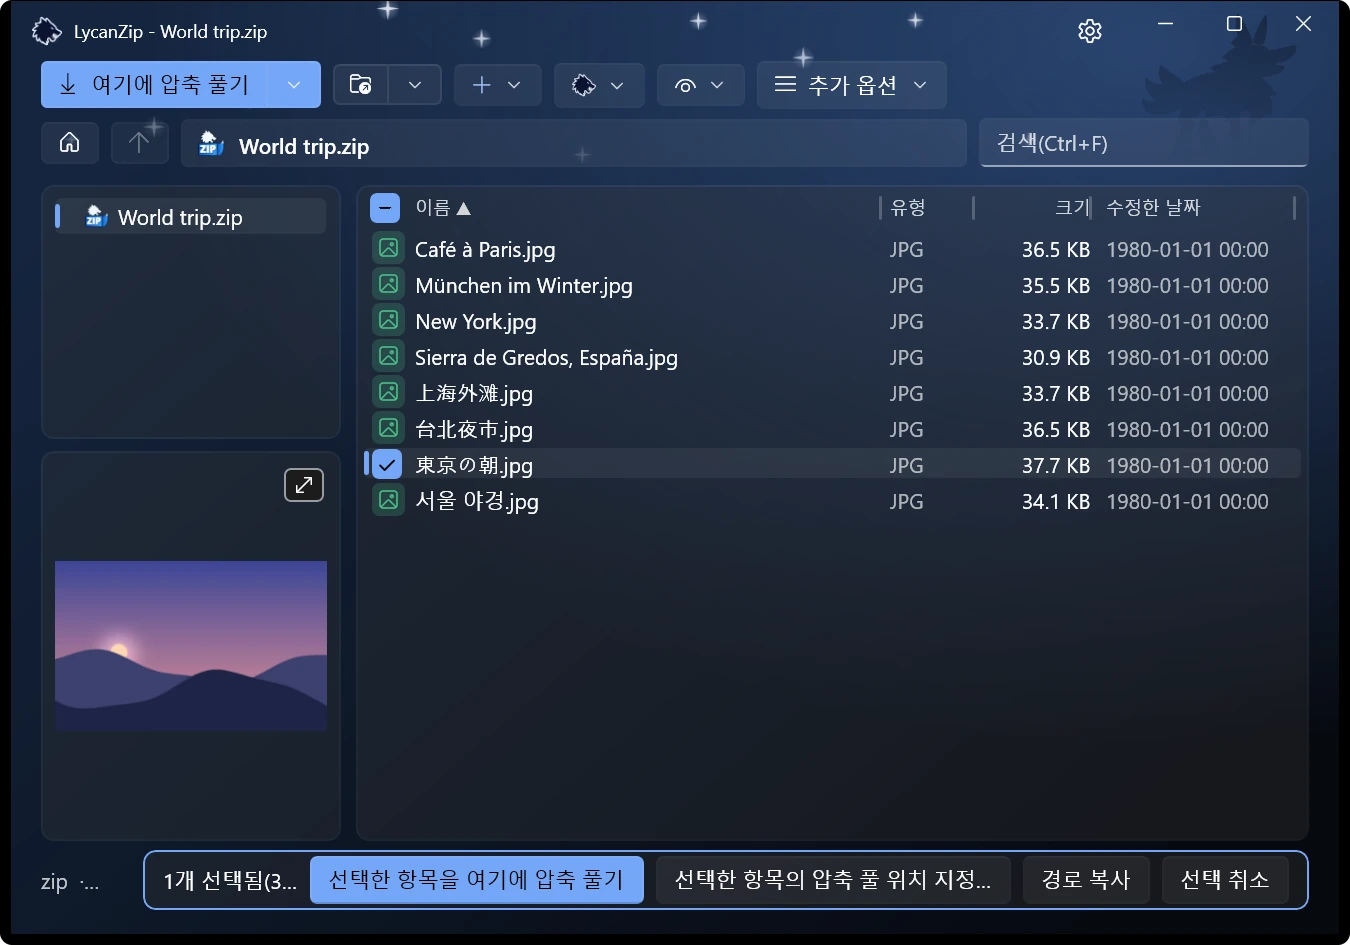 LycanZip - World trip.zip
여기에 압축 풀기
추가 옵션
World trip.zip
검색(Ctrl+F)
World trip.zip
이름 ▲ 유형 크기 수정한 날짜
Café à Paris.jpg JPG 36.5 KB 1980-01-01 00:00
München im Winter.jpg JPG 35.5 KB 1980-01-01 00:00
New York.jpg JPG 33.7 KB 1980-01-01 00:00
Sierra de Gredos, España.jpg JPG 30.9 KB 1980-01-01 00:00
上海外滩.jpg JPG 33.7 KB 1980-01-01 00:00
台北夜市.jpg JPG 36.5 KB 1980-01-01 00:00
東京の朝.jpg JPG 37.7 KB 1980-01-01 00:00
서울 야경.jpg JPG 34.1 KB 1980-01-01 00:00
zip ·...
1개 선택됨(3...
선택한 항목을 여기에 압축 풀기
선택한 항목의 압축 풀 위치 지정...
경로 복사
선택 취소